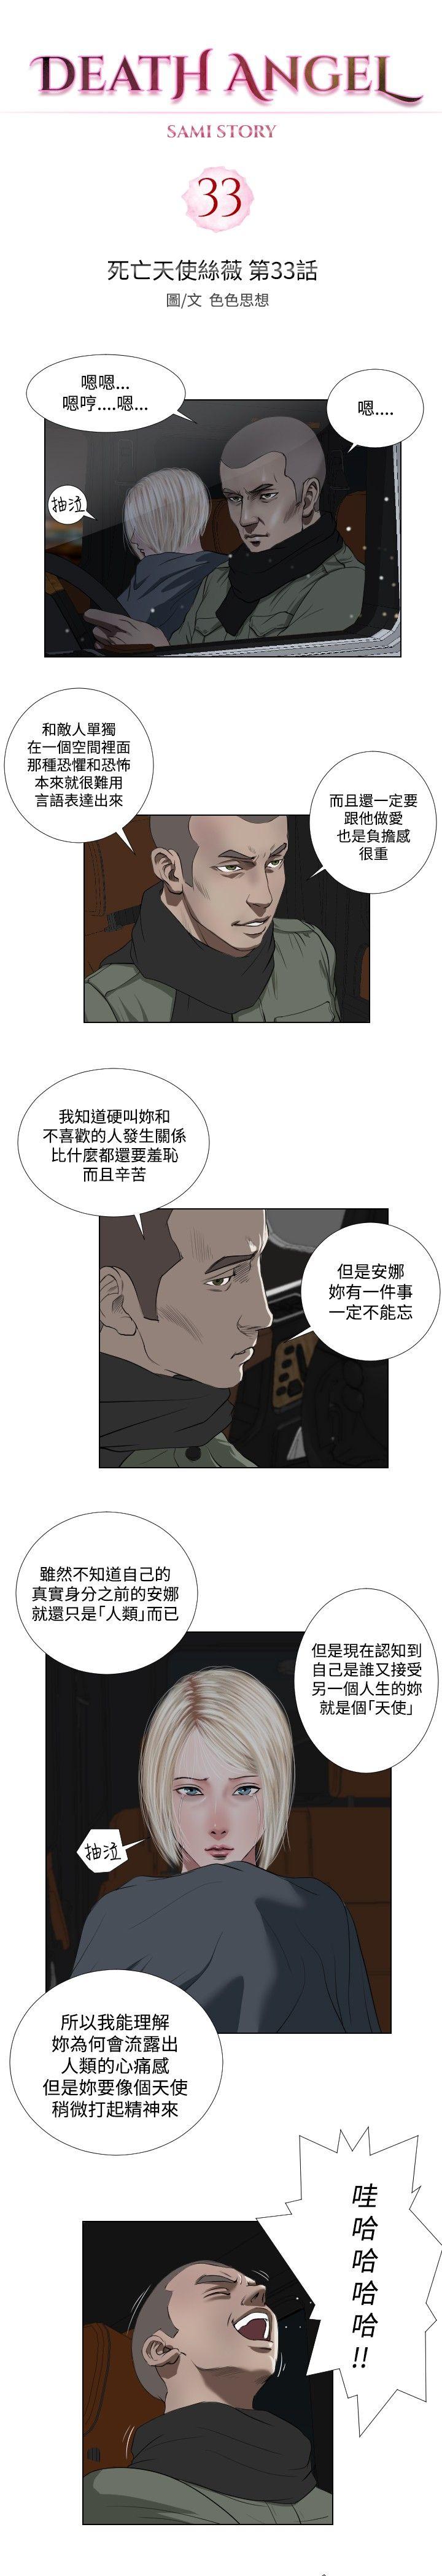 DEATH ANGEL
SAMI STORY
33
死亡天使絲薇 第33話
圖/文 色色思想
嗯嗯...
嗯哼....嗯...
嗯....
抽泣
和敵人單獨
在一個空間裡面
那種恐懼和恐怖
本來就很難用
言語表達出來
而且還一定要
跟他做愛
也是負擔感
很重
我知道硬叫妳和
不喜歡的人發生關係
比什麼都還要羞恥
而且辛苦
但是安娜
妳有一件事
一定不能忘
雖然不知道自己的
真實身分之前的安娜
就還只是「人類」而已
但是現在認知到
自己是誰又接受
另一個人生的妳
就是個「天使」
抽泣
所以我能理解
妳為何會流露出
人類的心痛感
但是妳要像個天使
稍微打起精神來
哇哈哈哈哈!!